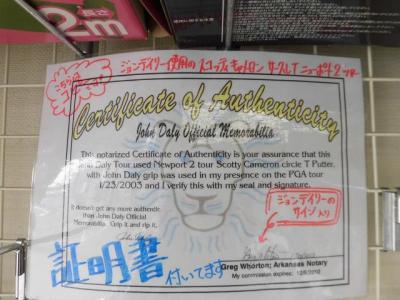 長さ
2m
ジョンデイリー使用のスコッティキャメロン サークルT ニューポート2 ツアー
Certificate of Authenticity
John Daly Official Memorabilia
This notarized Certificate of Authenticity is your assurance that this
John Daly Tour used Newport 2 tour Scotty Cameron circle T Putter
with John Daly grip was used in my presence on the PGA tour
1/23/2003 and I verify this with my seal and signature.
It doesn't get any more authentic
than John Daly Official
Memorabilia. Grip it and rip it.
ジョンデイリーの
サイン入り
証明書 付いてます
Greg Whorton; Arkansas Notary
My commission expires: